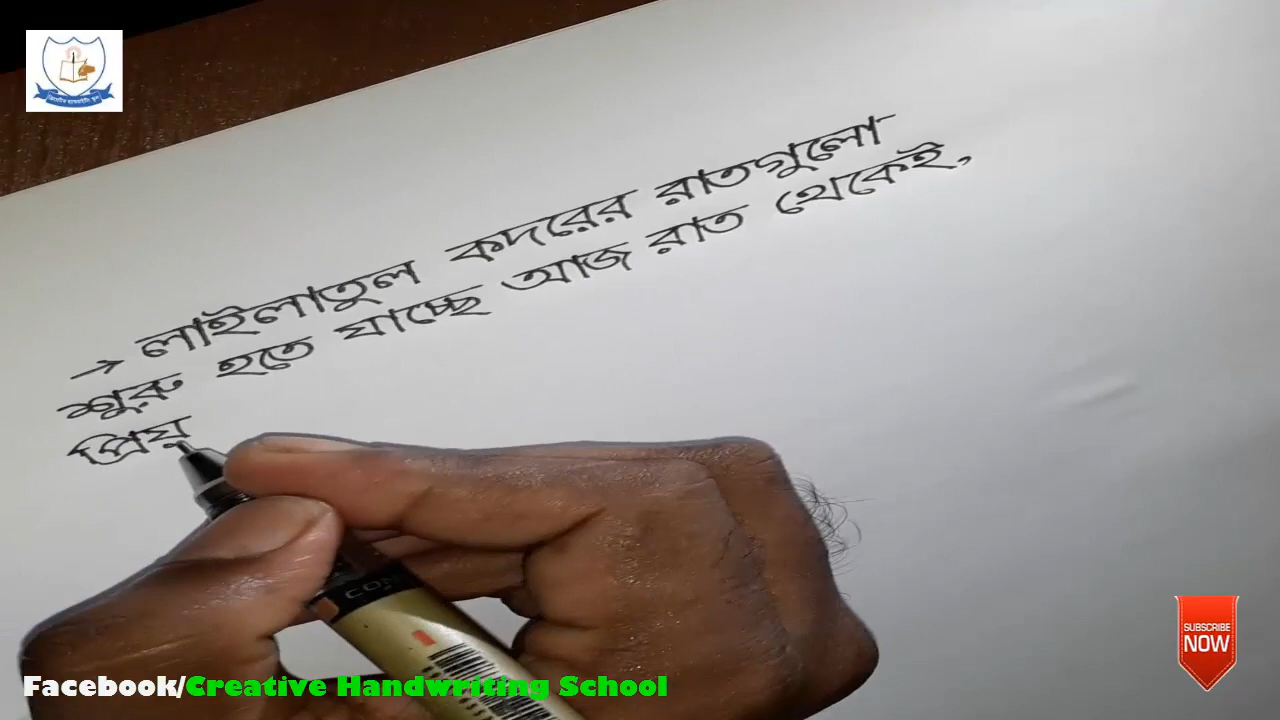 → লাইলাতুল কদরের রাতগুলো
শুরু হতে যাচ্ছে আজ রাত থেকেই,
প্রিয়
Facebook/Creative Handwriting School
SUBSCRIBE
NOW